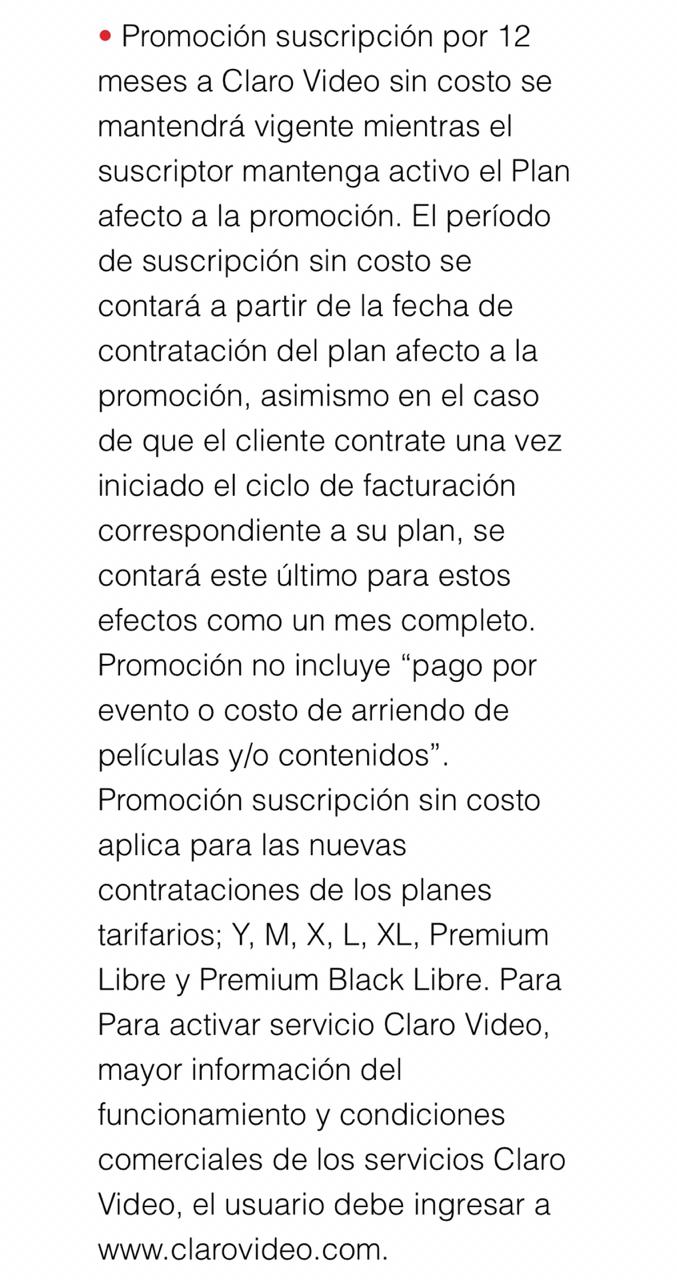 • Promoción suscripción por 12
meses a Claro Video sin costo se
mantendrá vigente mientras el
suscriptor mantenga activo el Plan
afecto a la promoción. El período
de suscripción sin costo se
contará a partir de la fecha de
contratación del plan afecto a la
promoción, asimismo en el caso
de que el cliente contrate una vez
iniciado el ciclo de facturación
correspondiente a su plan, se
contará este último para estos
efectos como un mes completo.
Promoción no incluye “pago por
evento o costo de arriendo de
películas y/o contenidos”.
Promoción suscripción sin costo
aplica para las nuevas
contrataciones de los planes
tarifarios; Y, M, X, L, XL, Premium
Libre y Premium Black Libre. Para
Para activar servicio Claro Video,
mayor información del
funcionamiento y condiciones
comerciales de los servicios Claro
Video, el usuario debe ingresar a
www.clarovideo.com.